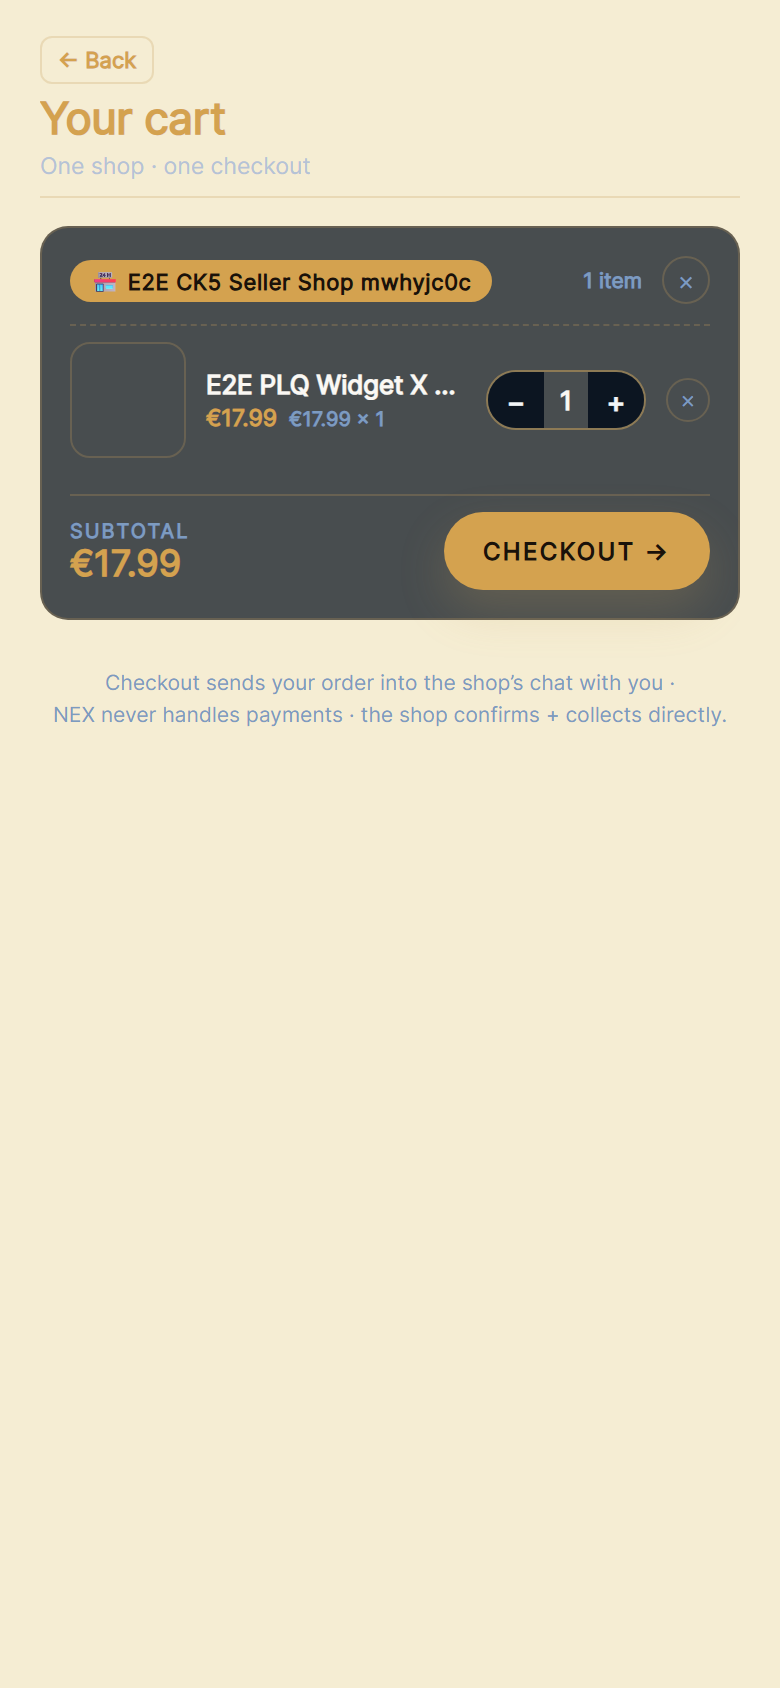 ← Back
Your cart
One shop · one checkout
E2E CK5 Seller Shop mwhyjc0c
1 item ×
E2E PLQ Widget X ...
€17.99 €17.99 × 1
− 1 + ×
SUBTOTAL
€17.99
CHECKOUT →
Checkout sends your order into the shop’s chat with you ·
NEX never handles payments · the shop confirms + collects directly.